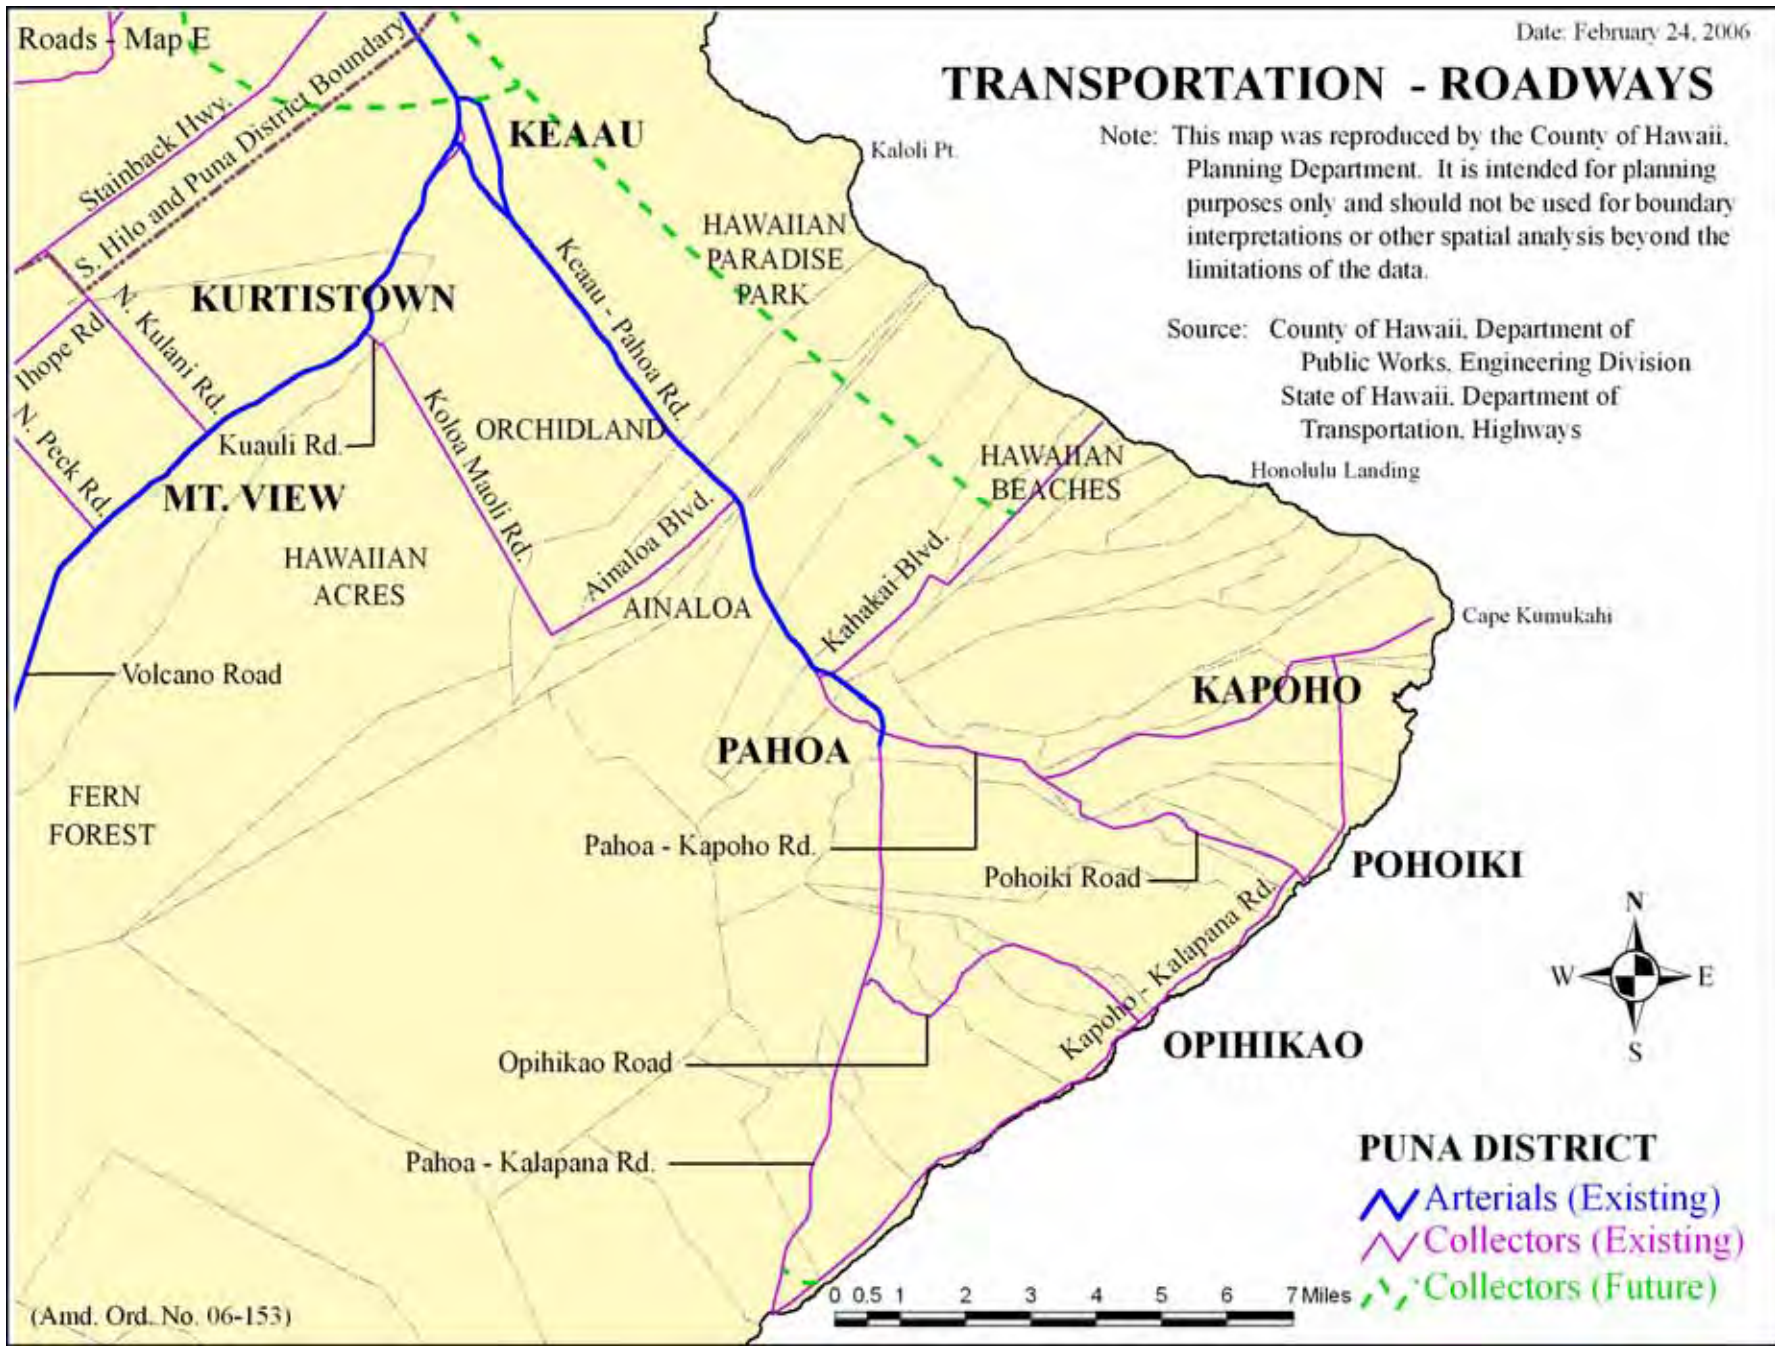 Roads - Map E
Date: February 24, 2006
TRANSPORTATION - ROADWAYS
Note: This map was reproduced by the County of Hawaii,
Planning Department. It is intended for planning
purposes only and should not be used for boundary
interpretations or other spatial analysis beyond the
limitations of the data.
Source: County of Hawaii, Department of
Public Works, Engineering Division
State of Hawaii, Department of
Transportation, Highways
Stainback Hwy.
S. Hilo and Puna District Boundary
KEAAU
Kaloli Pt.
HAWAIIAN
PARADISE
PARK
Keaau - Pahoa Rd.
KURTISTOWN
N. Kulani Rd.
Ihope Rd.
N. Peck Rd.
Kuauli Rd.
Koloa Maoli Rd.
ORCHIDLAND
MT. VIEW
HAWAIIAN
BEACHES
Honolulu Landing
HAWAIIAN
ACRES
Ainaloa Blvd.
AINALOA
Kahakai Blvd.
Cape Kumukahi
Volcano Road
KAPOHO
PAHOA
FERN
FOREST
Pahoa - Kapoho Rd.
Pohoiki Road
POHOIKI
Kapoho - Kalapana Rd.
OPIHIKAO
Opihikao Road
Pahoa - Kalapana Rd.
N
W
E
S
PUNA DISTRICT
Arterials (Existing)
Collectors (Existing)
Collectors (Future)
0 0.5 1 2 3 4 5 6 7 Miles
(Amd. Ord. No. 06-153)